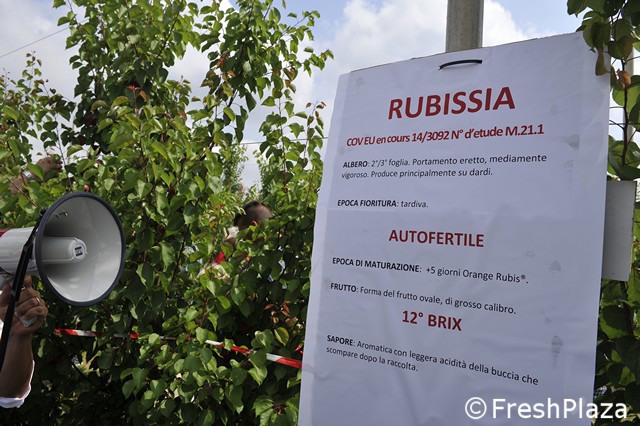 RUBISSIA
COV EU en cours 14/3092 N° d'etude M.21.1
ALBERO: 2°/3° foglia. Portamento eretto, mediamente
vigoroso. Produce principalmente su dardi.
EPOCA FIORITURA: tardiva.
AUTOFERTILE
EPOCA DI MATURAZIONE: +5 giorni Orange Rubis®.
FRUTTO: Forma del frutto ovale, di grosso calibro.
12° BRIX
SAPORE: Aromatica con leggera acidità della buccia che
scompare dopo la raccolta.
©FreshPlaza